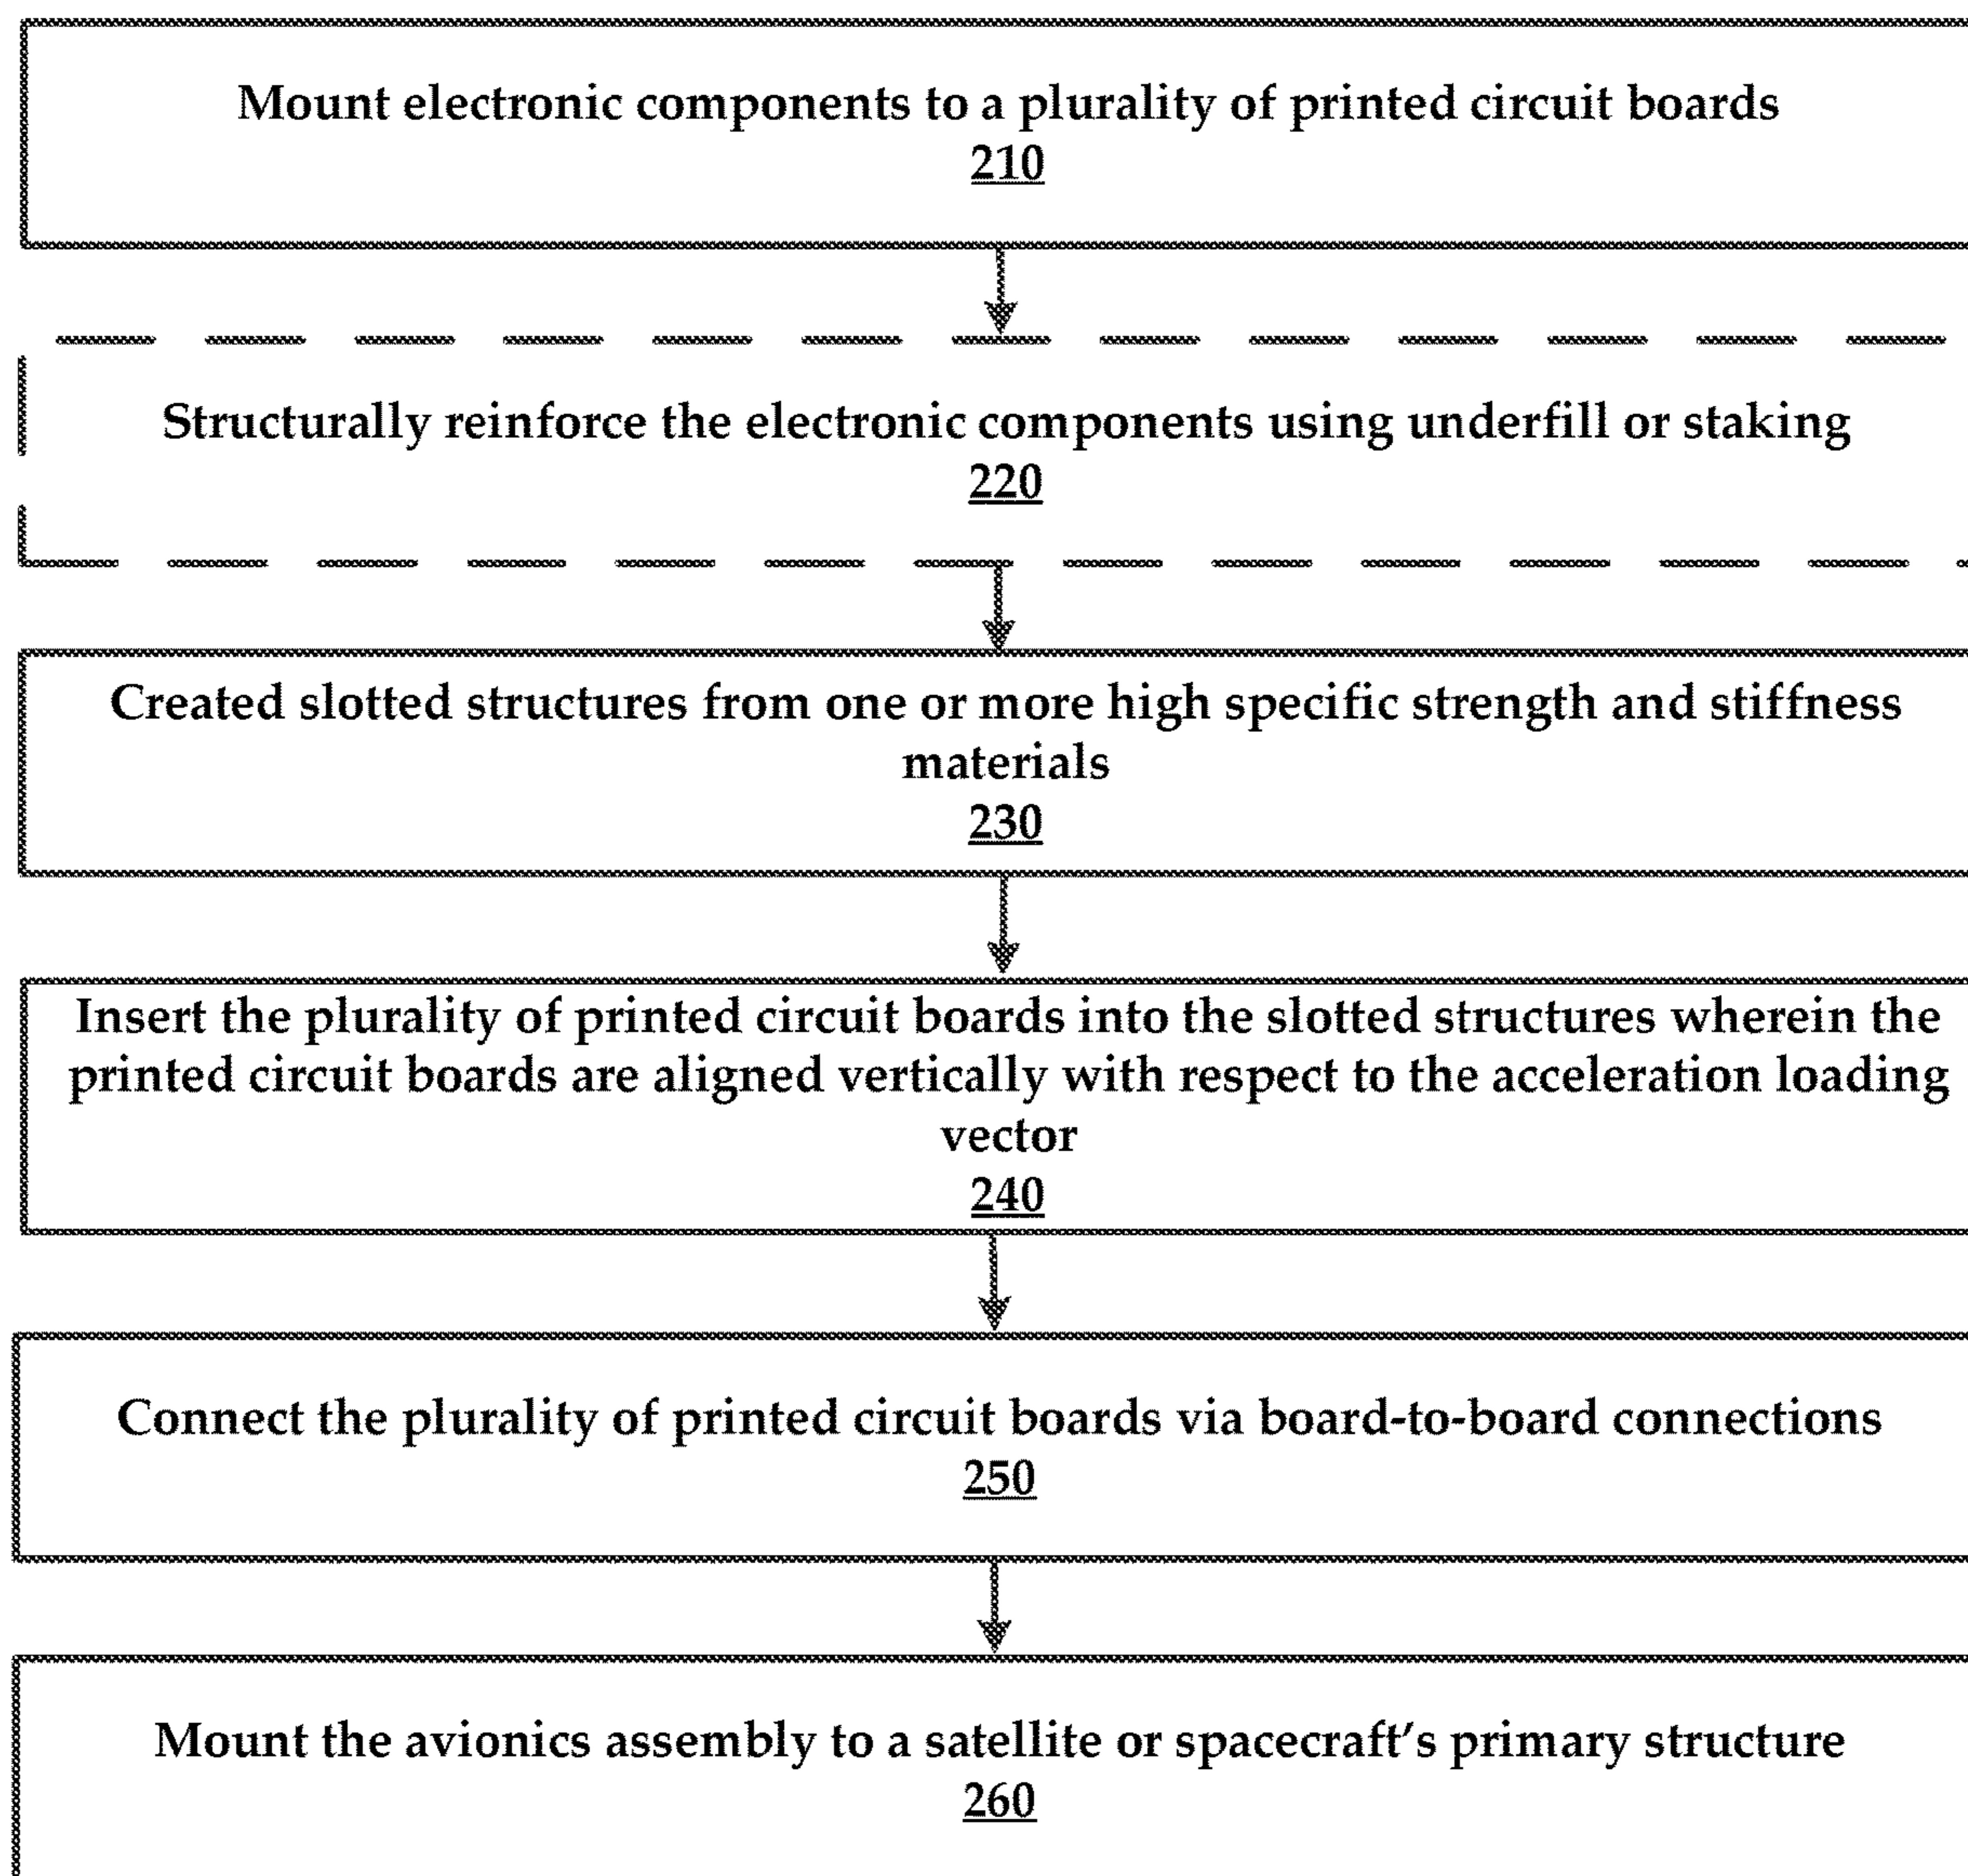 Mount electronic components to a plurality of printed circuit boards
210
Structurally reinforce the electronic components using underfill or staking
220
Created slotted structures from one or more high specific strength and stiffness
materials
230
Insert the plurality of printed circuit boards into the slotted structures wherein the
printed circuit boards are aligned vertically with respect to the acceleration loading
vector
240
Connect the plurality of printed circuit boards via board-to-board connections
250
Mount the avionics assembly to a satellite or spacecraft's primary structure
260